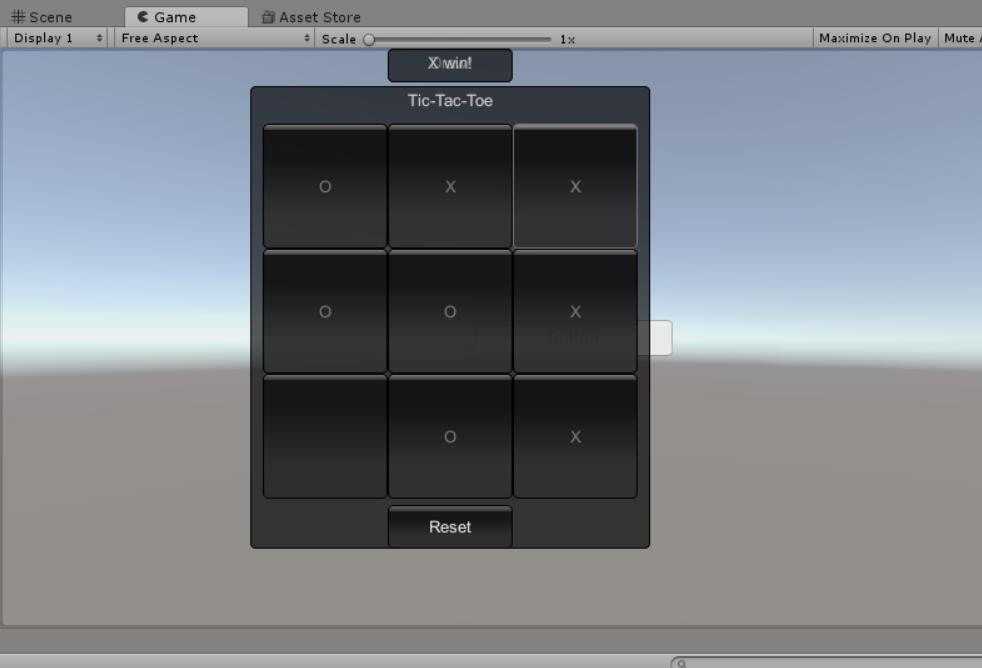 Scene Game Asset Store
Display 1 Free Aspect Scale 1x Maximize On Play Mute
X win!
Tic-Tac-Toe
O X X
O O X
O X
Reset